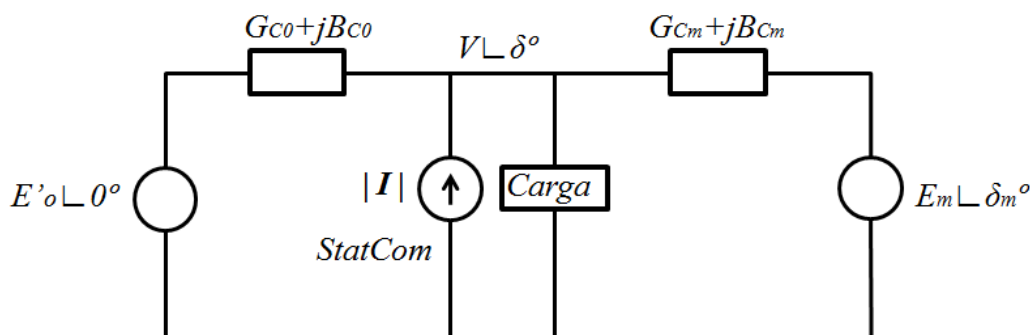 GC0+jBC0
V∟δº
GCm+jBCm
E'o∟0º
|I|
Carga
Em∟δmº
StatCom